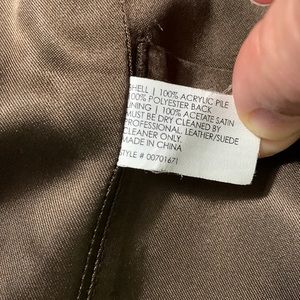 SHELL | 100% ACRYLIC PILE
100% POLYESTER BACK
LINING | 100% ACETATE SATIN
MUST BE DRY CLEANED BY
PROFESSIONAL LEATHER/SUEDE
CLEANER ONLY.
MADE IN CHINA
STYLE # 00701671